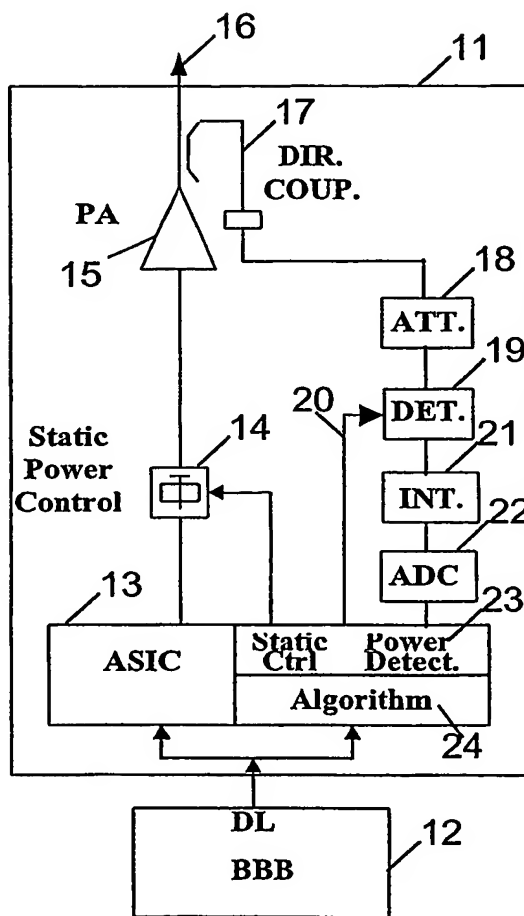 16
11
17
DIR.
COUP.
PA
15
18
ATT.
19
20
DET.
Static
Power
Control
14
21
INT.
22
ADC
13
23
ASIC
Static
Ctrl
Power
Detect.
Algorithm
24
DL
BBB
12